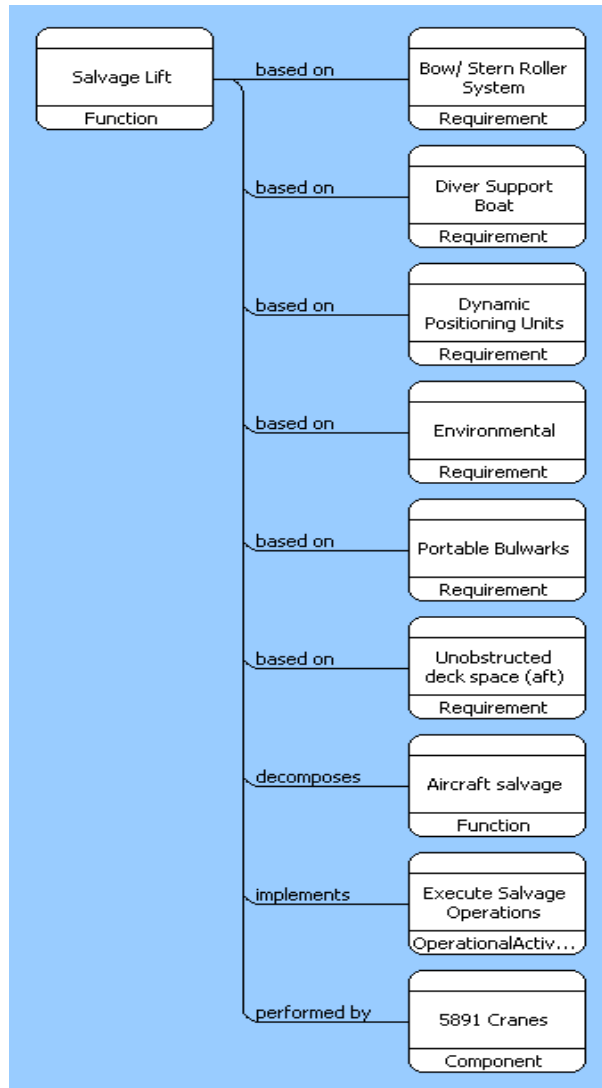 Salvage Lift
Function
based on
Bow/ Stern Roller
System
Requirement
based on
Diver Support
Boat
Requirement
based on
Dynamic
Positioning Units
Requirement
based on
Environmental
Requirement
based on
Portable Bulwarks
Requirement
based on
Unobstructed
deck space (aft)
Requirement
decomposes
Aircraft salvage
Function
implements
Execute Salvage
Operations
OperationalActiv...
performed by
5891 Cranes
Component